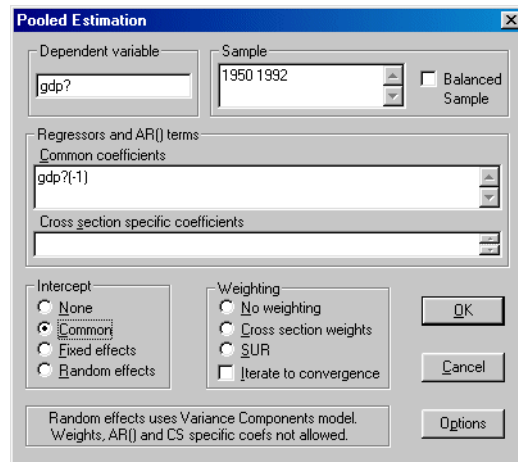 Pooled Estimation
Dependent variable
gdp?
Sample
1950 1992
Balanced
Sample
Regressors and AR() terms
Common coefficients
gdp?(-1)
Cross section specific coefficients
Intercept
None
Common
Fixed effects
Random effects
Weighting
No weighting
Cross section weights
SUR
Iterate to convergence
OK
Cancel
Options
Random effects uses Variance Components model.
Weights, AR() and CS specific coefs not allowed.